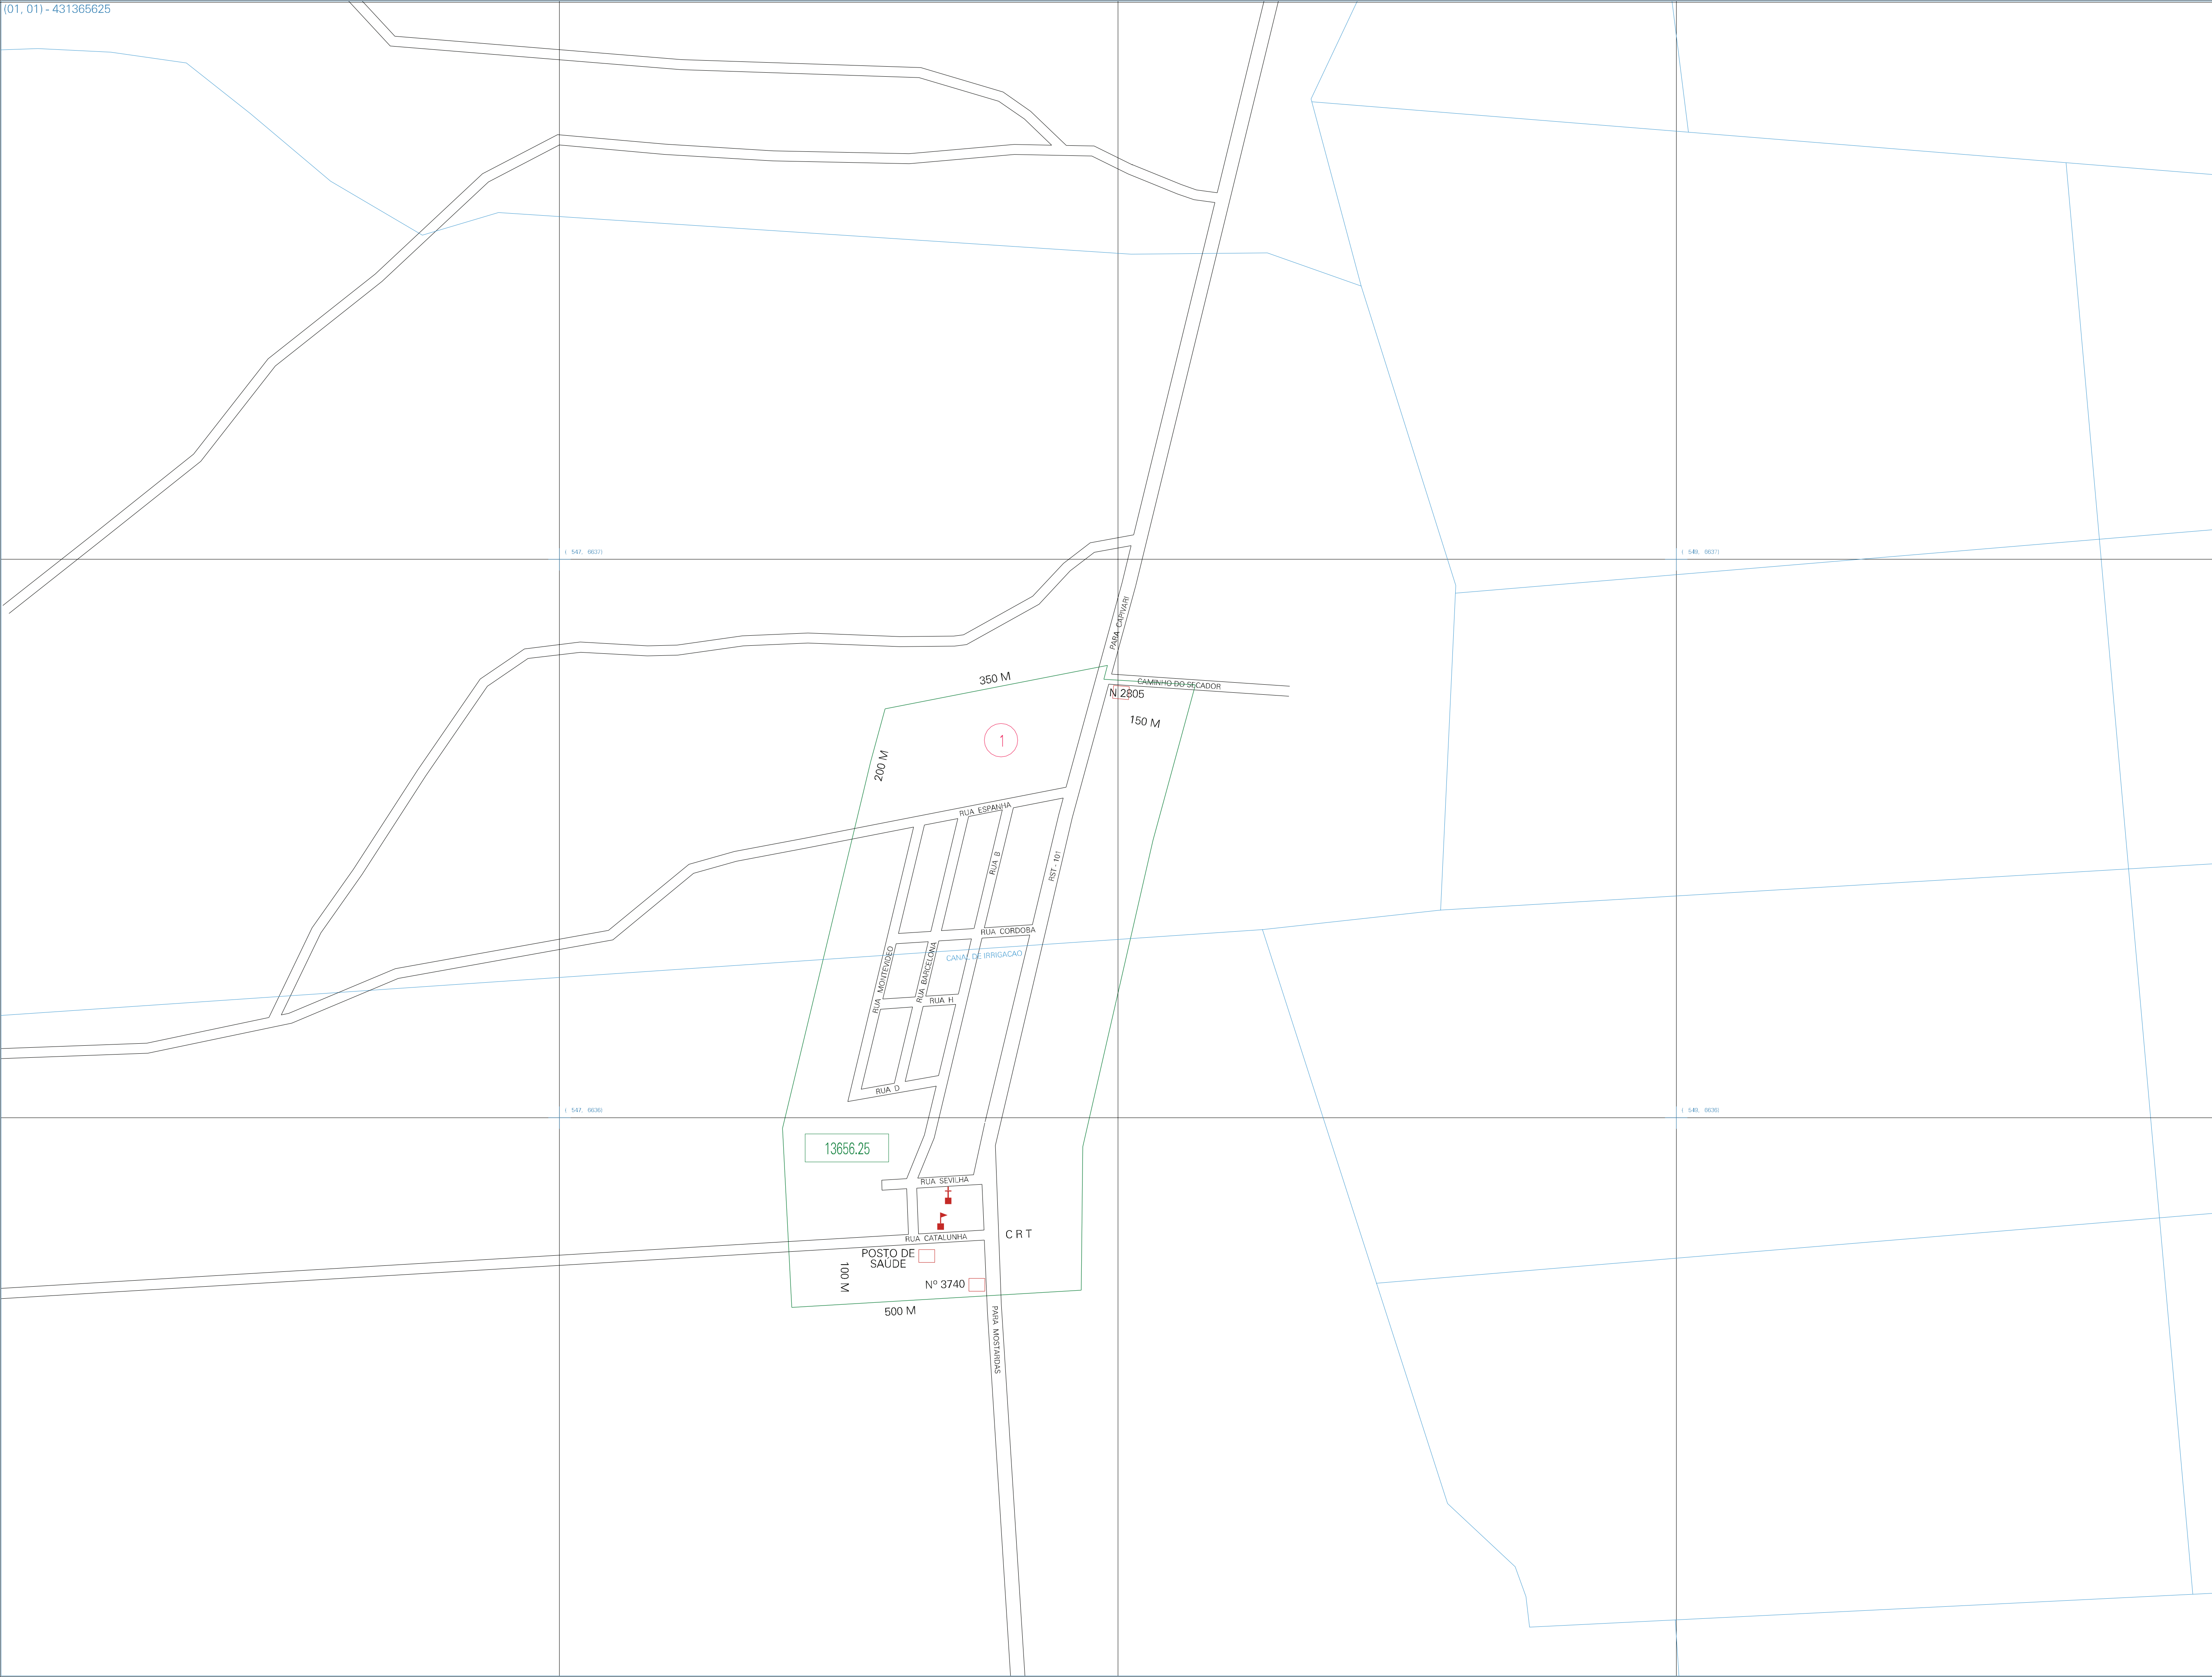 (01, 01) - 431365625
( 547, 6637)
( 549, 6637)
PARA CAPIVARI
350 M
CAMINHO DO SECADOR
N 2805
150 M
1
200 M
RUA ESPANHA
RUA B
RST - 101
RUA CORDOBA
RUA MONTEVIDEO
RUA BARCELONA
CANAL DE IRRIGACAO
RUA H
RUA D
( 547, 6636)
( 549, 6636)
13656.25
RUA SEVILHA
C R T
RUA CATALUNHA
POSTO DE
SAÚDE
100 M
Nº 3740
500 M
PARA MOSTARDAS